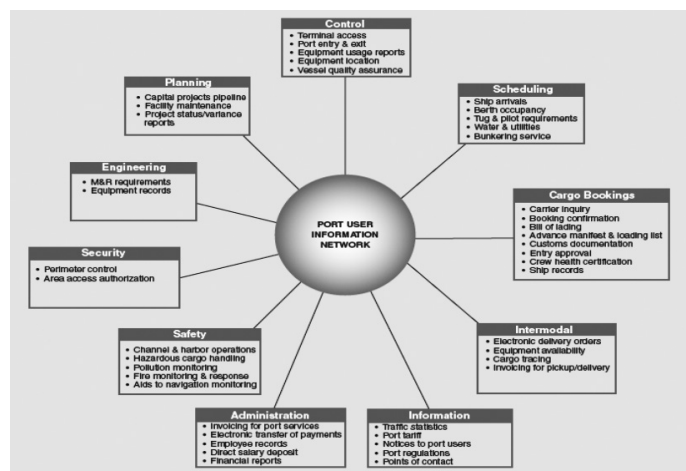 Control
• Terminal access
• Port entry & exit
• Equipment usage reports
• Equipment location
• Vessel quality assurance
Planning
• Capital projects pipeline
• Facility maintenance
• Project status/variance
reports
Scheduling
• Ship arrivals
• Berth occupancy
• Tug & pilot requirements
• Water & utilities
• Bunkering service
Engineering
• M&R requirements
• Equipment records
PORT USER
INFORMATION
NETWORK
Cargo Bookings
• Carrier inquiry
• Booking confirmation
• Bill of lading
• Advance manifest & loading list
• Customs documentation
• Entry approval
• Crew health certification
• Ship records
Security
• Perimeter control
• Area access authorization
Safety
• Channel & harbor operations
• Hazardous cargo handling
• Pollution monitoring
• Fire monitoring & response
• Aids to navigation monitoring
Intermodal
• Electronic delivery orders
• Equipment availability
• Cargo tracing
• Invoicing for pickup/delivery
Administration
• Invoicing for port services
• Electronic transfer of payments
• Employee records
• Direct salary deposit
• Financial reports
Information
• Traffic statistics
• Port tariff
• Notices to port users
• Port regulations
• Points of contact